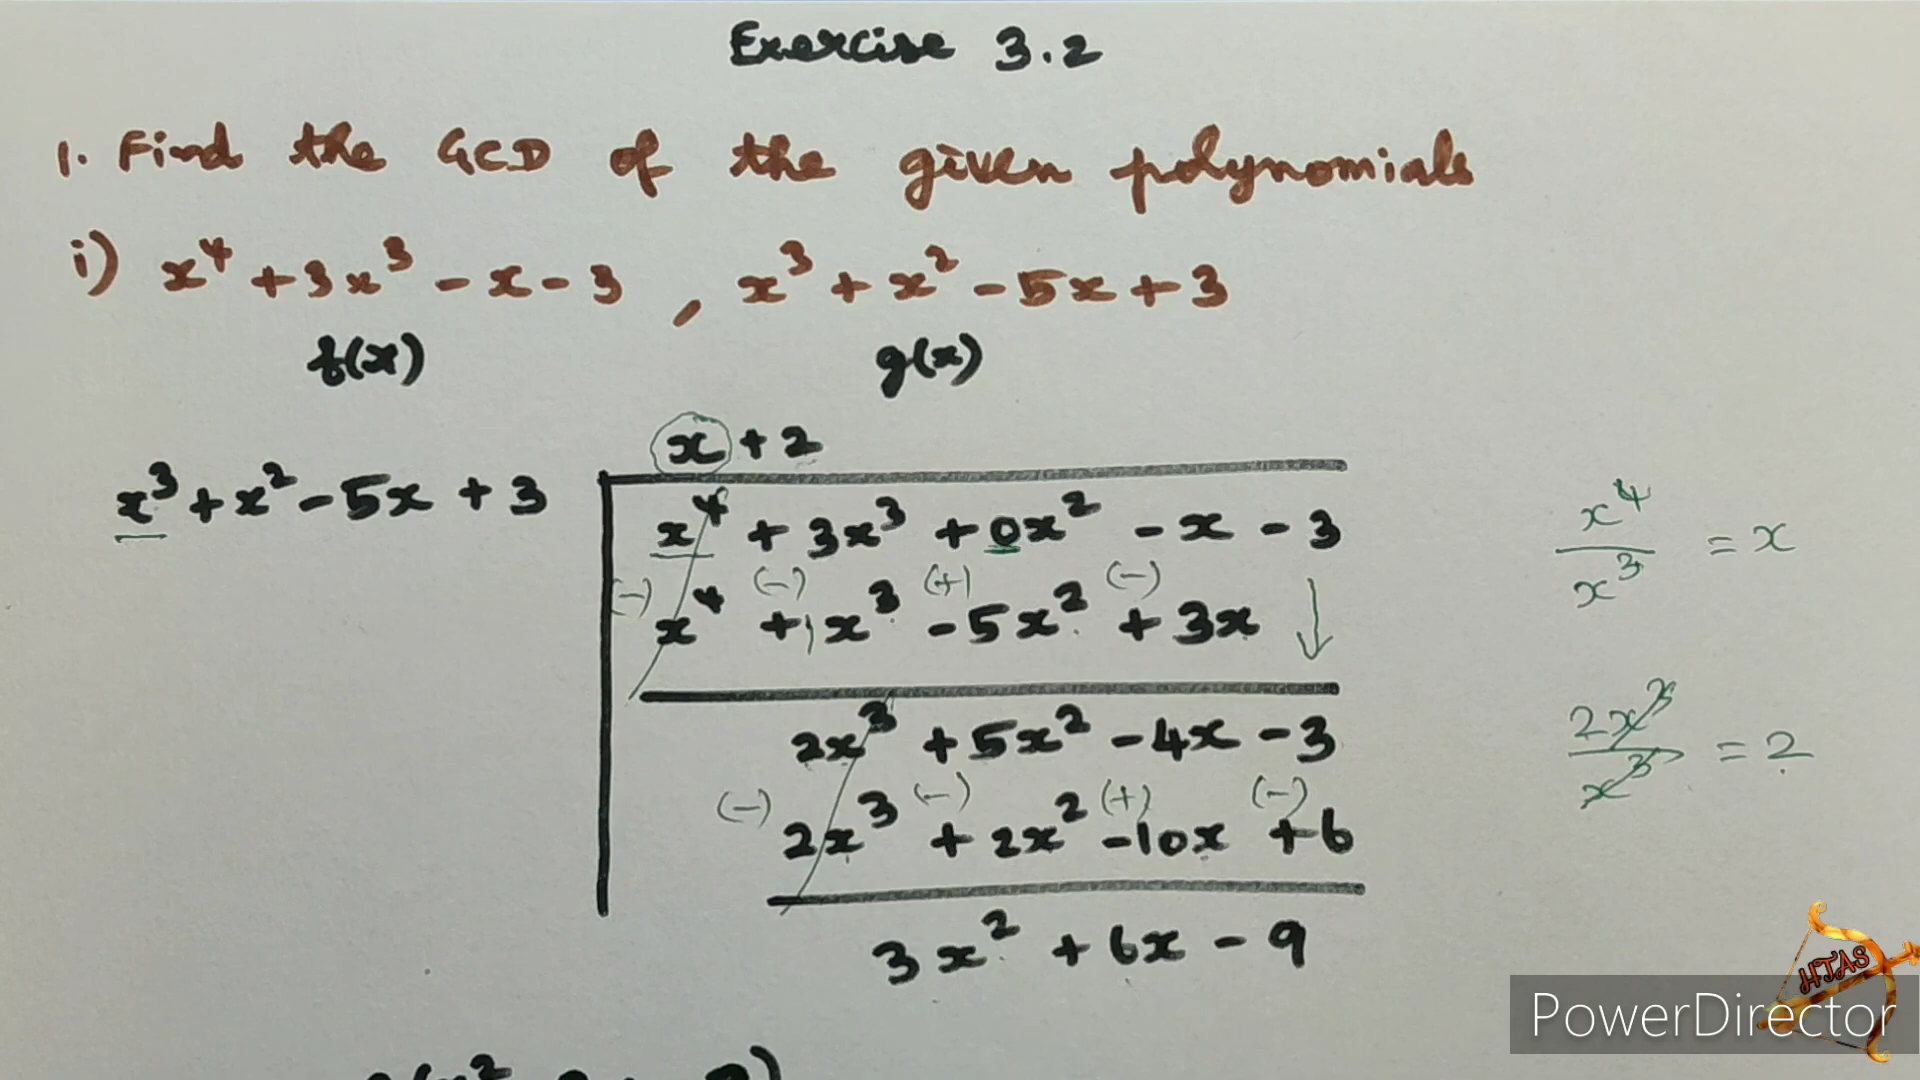 Exercise 3.2
1. Find the GCD of the given polynomials
i) x⁴ + 3x³ - x - 3 , x³ + x² - 5x + 3
f(x) g(x)
x + 2
x³ + x² - 5x + 3 x⁴ + 3x³ + 0x² - x - 3
x⁴/x³ = x
(-) (-) (+) (-)
x⁴ + 1x³ - 5x² + 3x ↓
2x³ + 5x² - 4x - 3
2x³/x³ = 2
(-) (-) (+) (-)
2x³ + 2x² - 10x + 6
3x² + 6x - 9
HTAS
PowerDirector